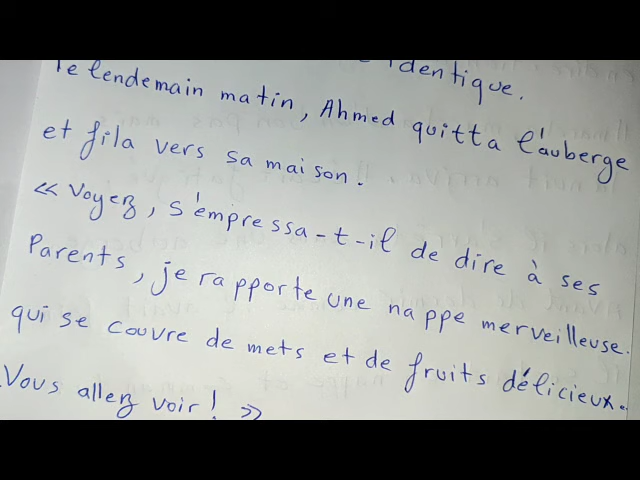 identique.
le lendemain matin, Ahmed quitta l'auberge
et fila vers sa maison.
<< Voyez, s'empressa-t-il de dire à ses
Parents, je rapporte une nappe merveilleuse.
qui se couvre de mets et de fruits délicieux..
Vous allez voir! >>